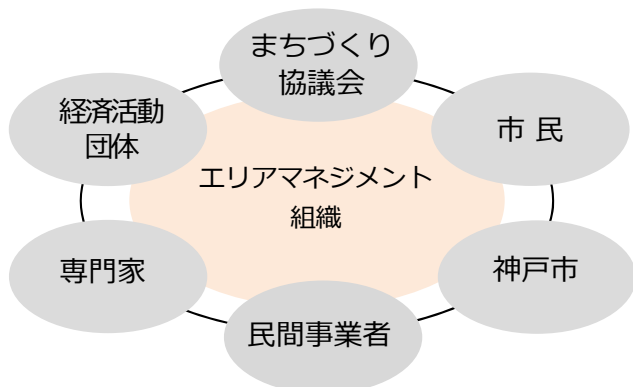 まちづくり
協議会
経済活動
団体
市 民
エリアマネジメント
組織
専門家
神戸市
民間事業者